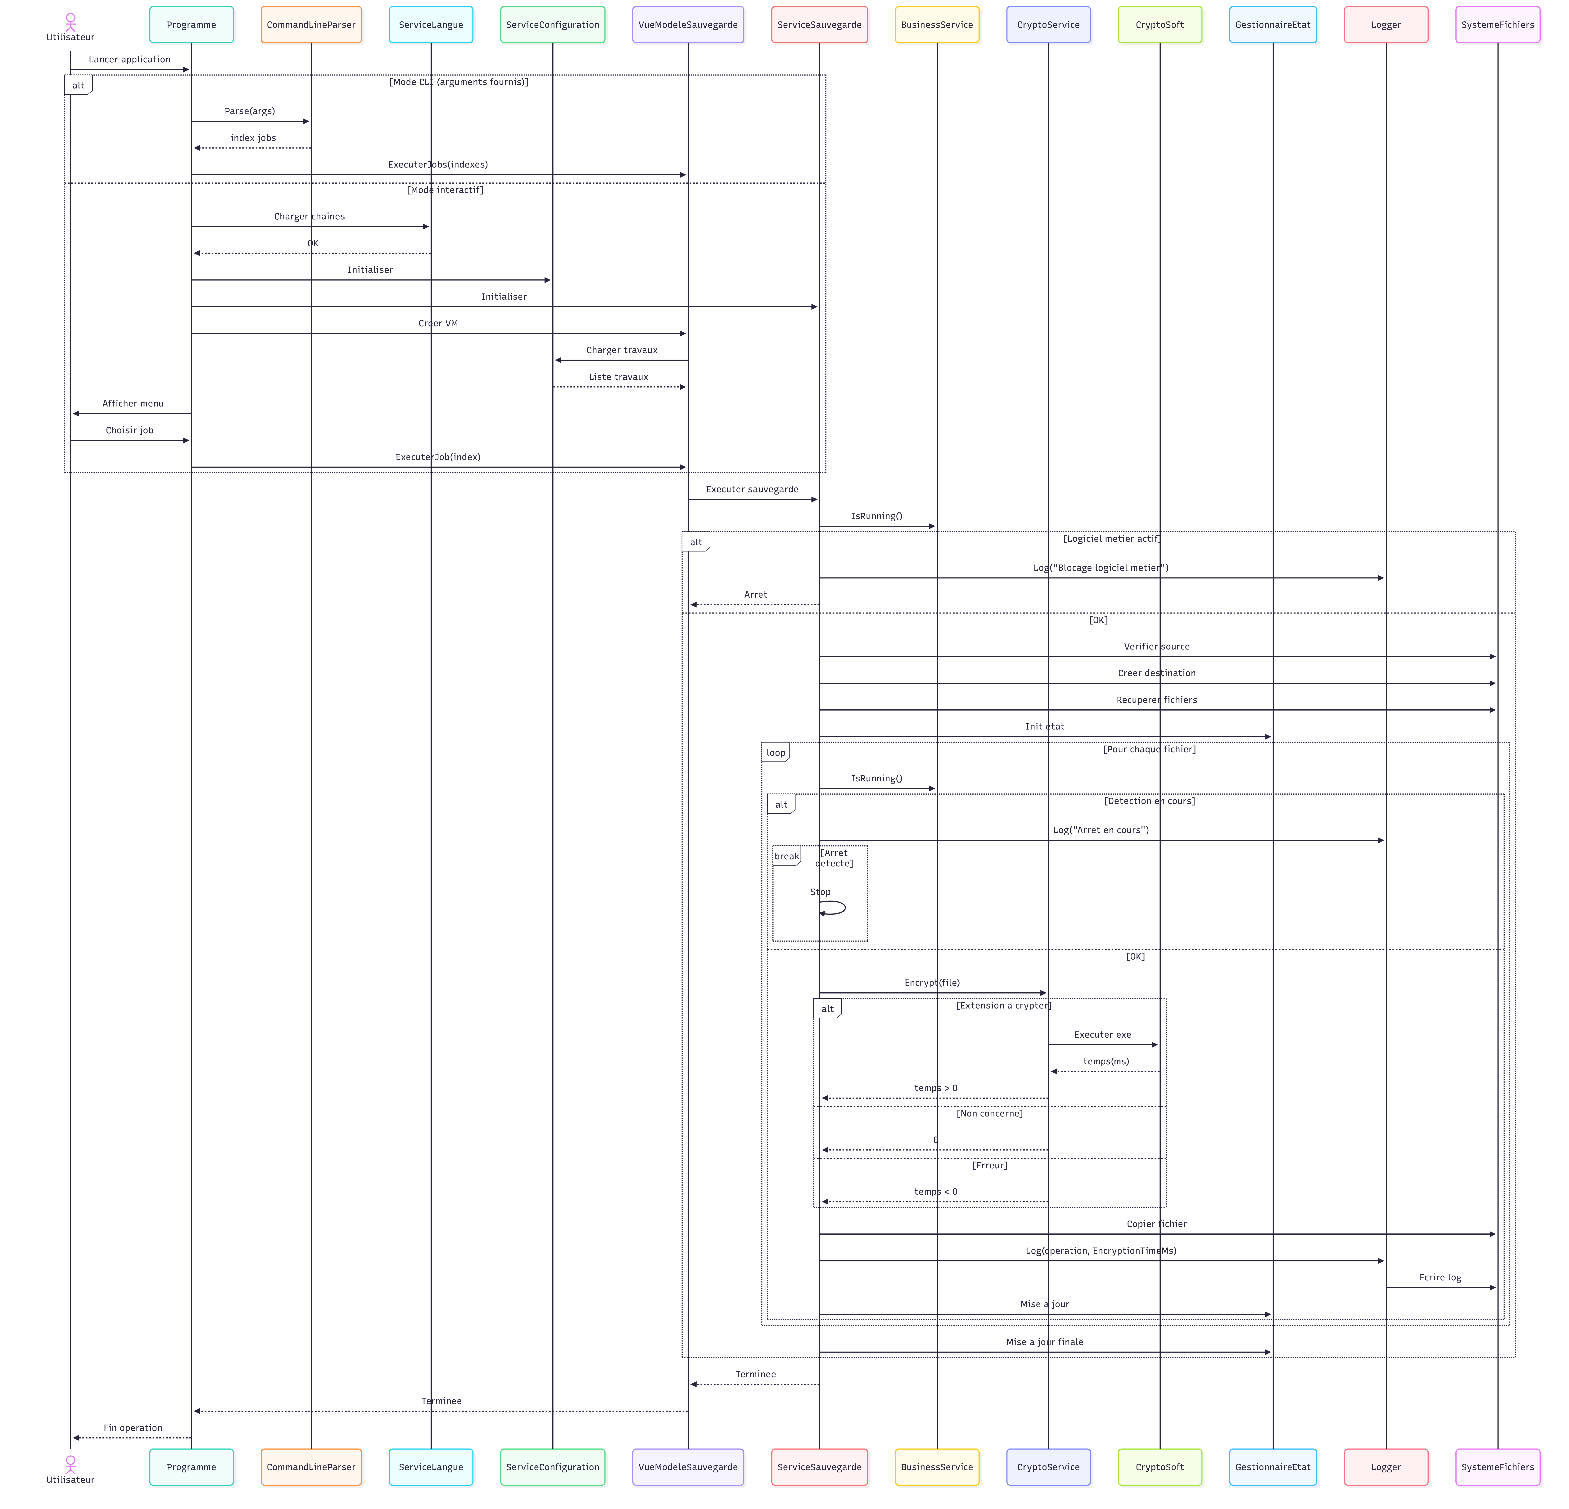 Utilisateur
Programme
CommandLineParser
ServiceLangue
ServiceConfiguration
VueModeleSauvegarde
ServiceSauvegarde
BusinessService
CryptoService
CryptoSoft
GestionnaireEtat
Logger
SystemeFichiers
Lancer application
alt
[Mode CLI (arguments fournis)]
Parse(args)
index jobs
ExecuterJobs(indexes)
[Mode interactif]
Charger chaines
OK
Initialiser
Initialiser
Creer VM
Charger travaux
Liste travaux
Afficher menu
Choisir job
ExecuterJob(index)
Executer sauvegarde
IsRunning()
alt
[Logiciel metier actif]
Log("Blocage logiciel metier")
Arret
[OK]
Verifier source
Creer destination
Recuperer fichiers
Init etat
loop
[Pour chaque fichier]
IsRunning()
alt
[Detection en cours]
Log("Arret en cours")
break
[Arret
detecte]
Stop
[OK]
Encrypt(file)
alt
[Extension a crypter]
Executer exe
temps(ms)
temps > 0
[Non concerne]
0
[Erreur]
temps < 0
Copier fichier
Log(operation, EncryptionTimeMs)
Ecrire log
Mise a jour
Mise a jour finale
Terminee
Terminee
Fin operation
Utilisateur
Programme
CommandLineParser
ServiceLangue
ServiceConfiguration
VueModeleSauvegarde
ServiceSauvegarde
BusinessService
CryptoService
CryptoSoft
GestionnaireEtat
Logger
SystemeFichiers